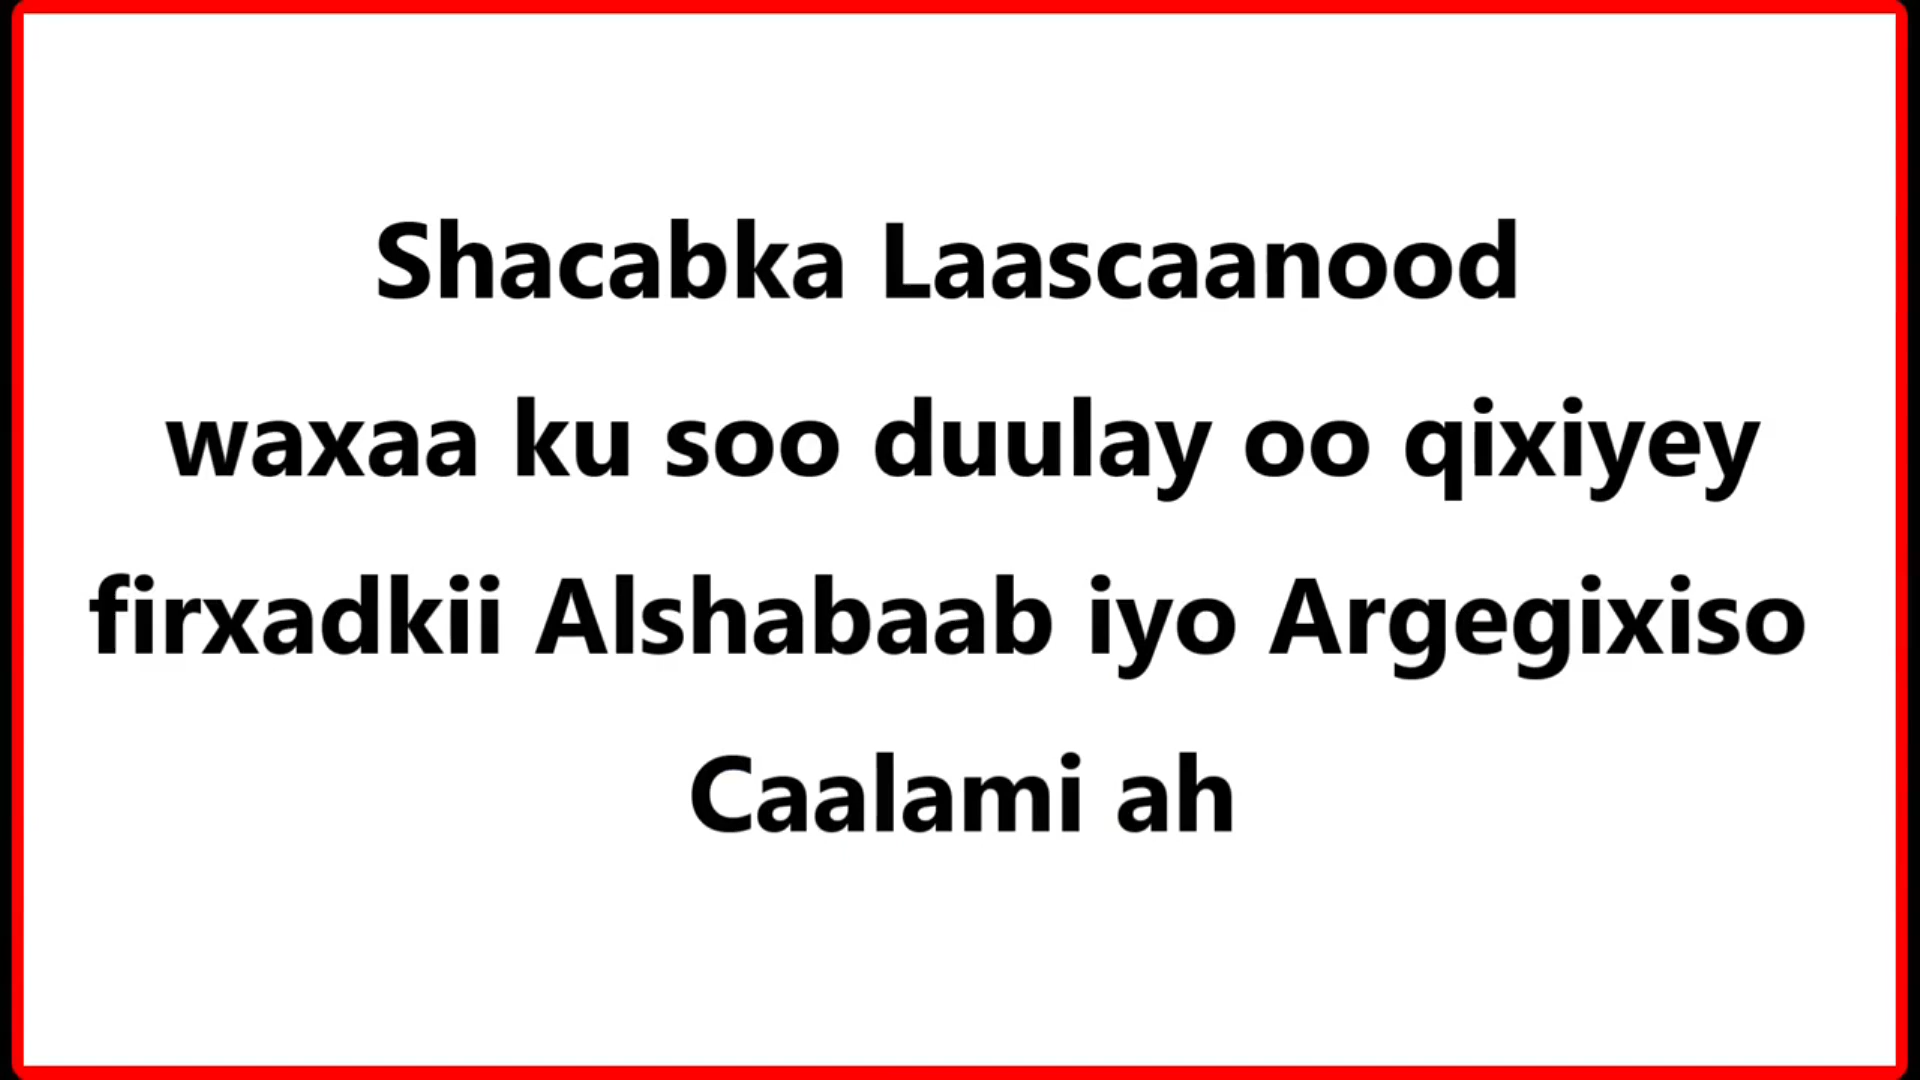 Shacabka Laascaanood
waxaa ku soo duulay oo qixiyey
firxadkii Alshabaab iyo Argegixiso
Caalami ah